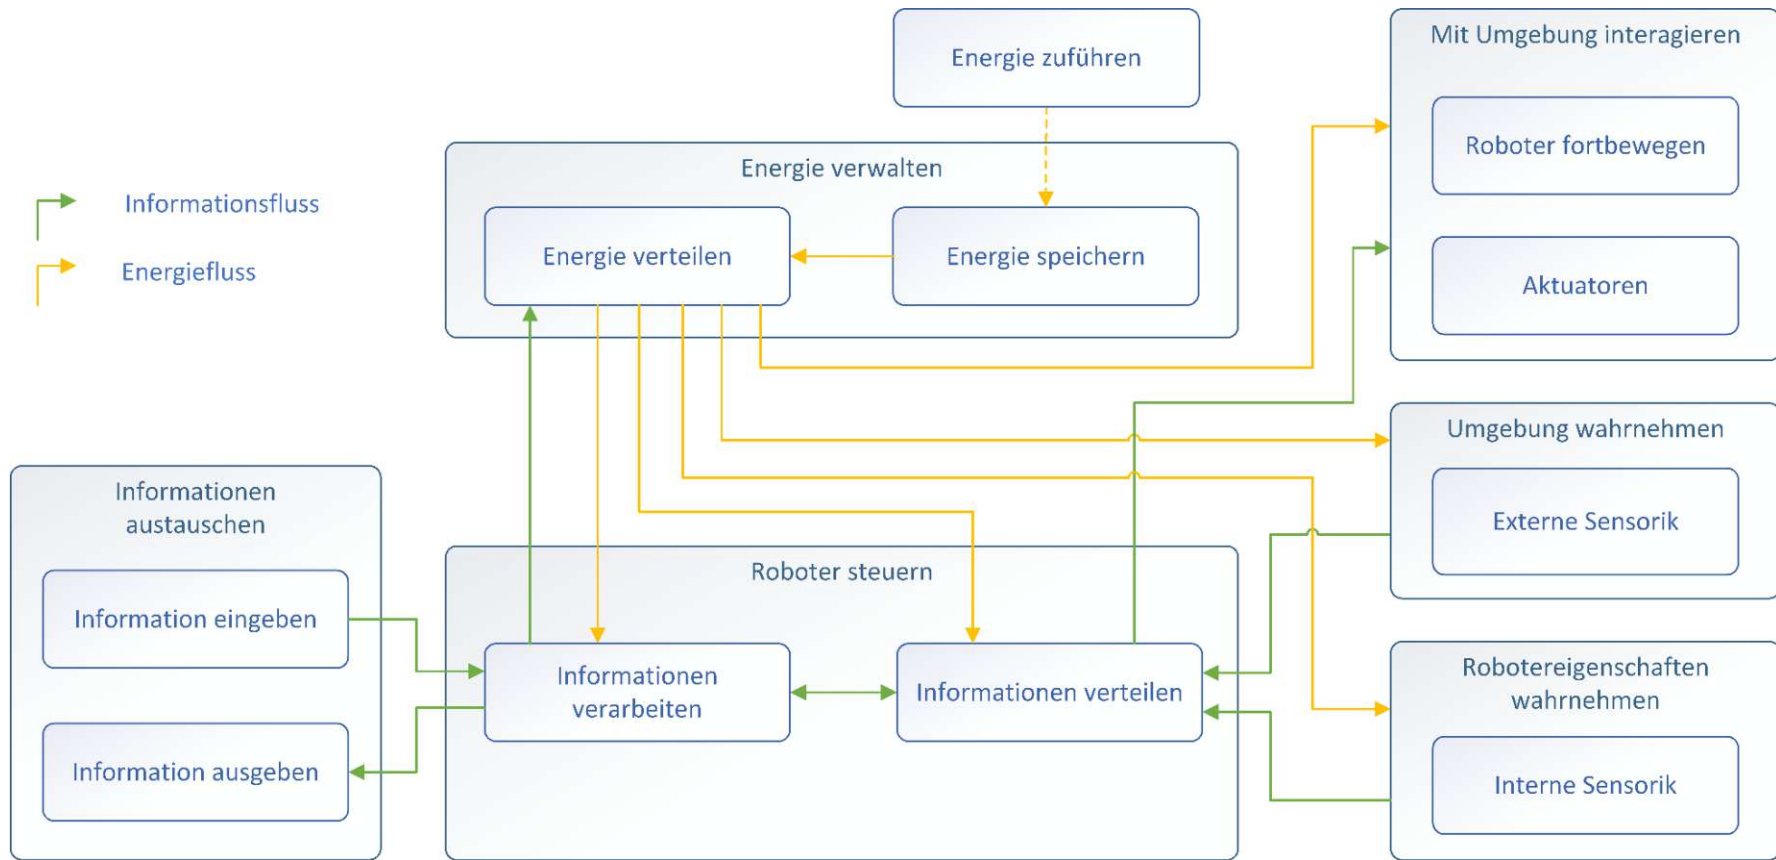 Energie zuführen
Mit Umgebung interagieren
Roboter fortbewegen
Aktuatoren
Energie verwalten
Energie verteilen
Energie speichern
Informationsfluss
Energiefluss
Umgebung wahrnehmen
Externe Sensorik
Informationen
austauschen
Information eingeben
Information ausgeben
Roboter steuern
Informationen
verarbeiten
Informationen verteilen
Robotereigenschaften
wahrnehmen
Interne Sensorik